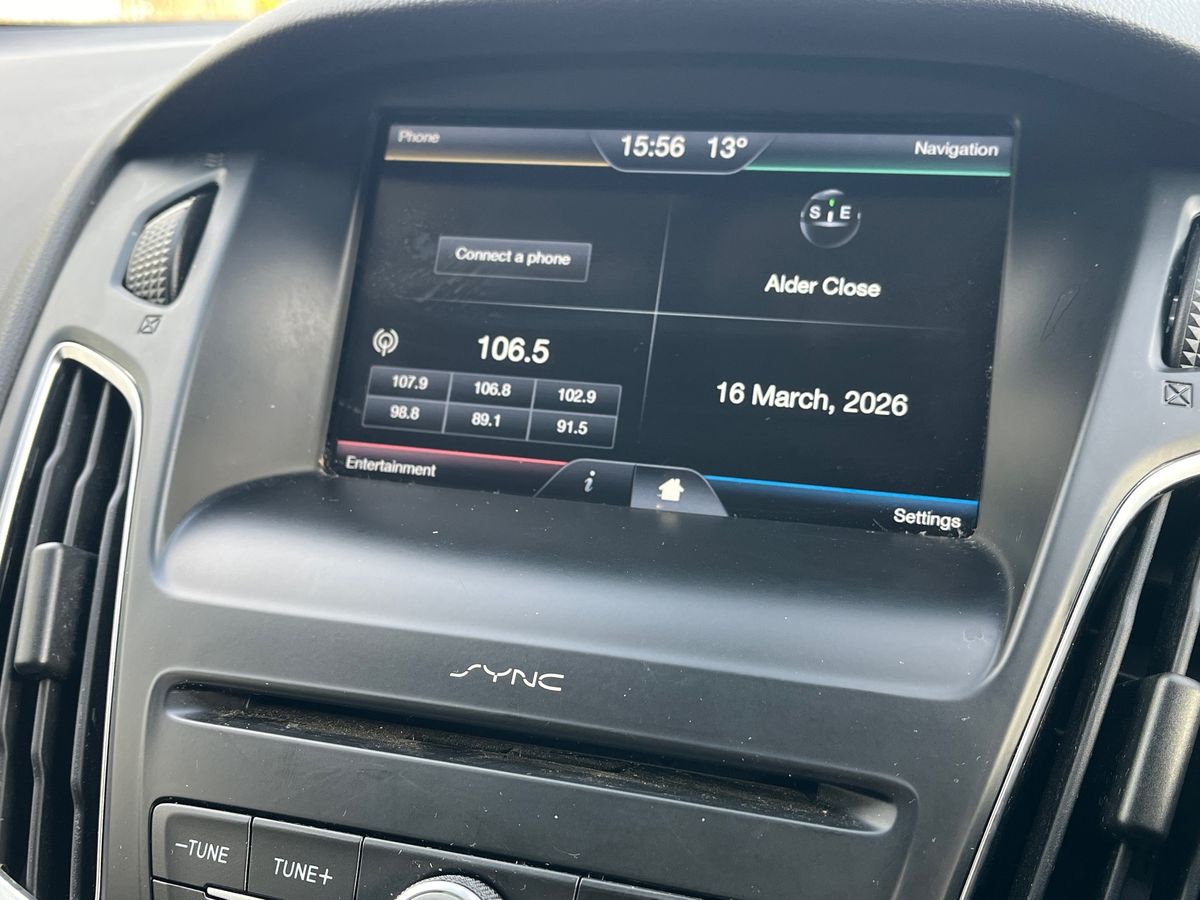 Phone
15:56 13º
Navigation
S E
Connect a phone
Alder Close
106.5
107.9 106.8 102.9
98.8 89.1 91.5
16 March, 2026
Entertainment
i
Settings
SYNC
−TUNE
TUNE+